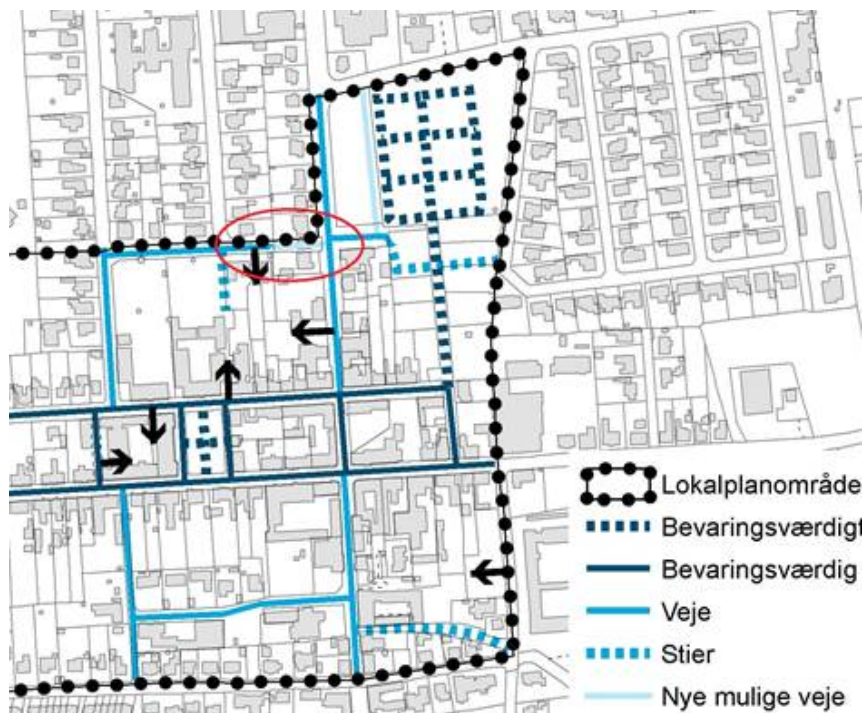 Lokalplanområde
Bevaringsværdigt
Bevaringsværdig
Veje
Stier
Nye mulige veje